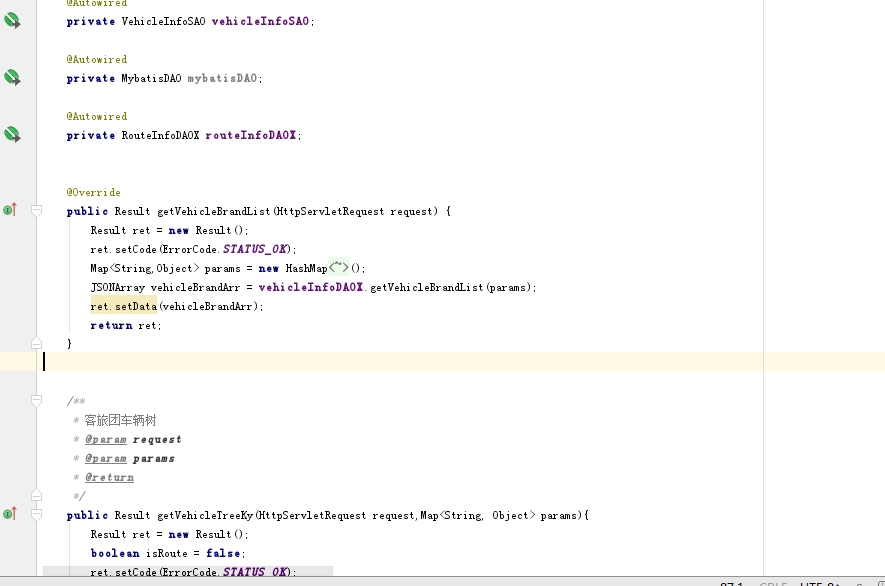 @Autowired
private VehicleInfoSAO vehicleInfoSAO;
@Autowired
private MybatisDAO mybatisDAO;
@Autowired
private RouteInfoDAOX routeInfoDAOX;
@Override
public Result getVehicleBrandList(HttpServletRequest request) {
Result ret = new Result();
ret.setCode(ErrorCode.STATUS_OK);
Map<String,Object> params = new HashMap<~>();
JSONArray vehicleBrandArr = vehicleInfoDAOX.getVehicleBrandList(params);
ret.setData(vehicleBrandArr);
return ret;
}
/**
* 客旅团车辆树
* @param request
* @param params
* @return
*/
public Result getVehicleTreeKy(HttpServletRequest request,Map<String, Object> params){
Result ret = new Result();
boolean isRoute = false;
ret.setCode(ErrorCode.STATUS_OK);